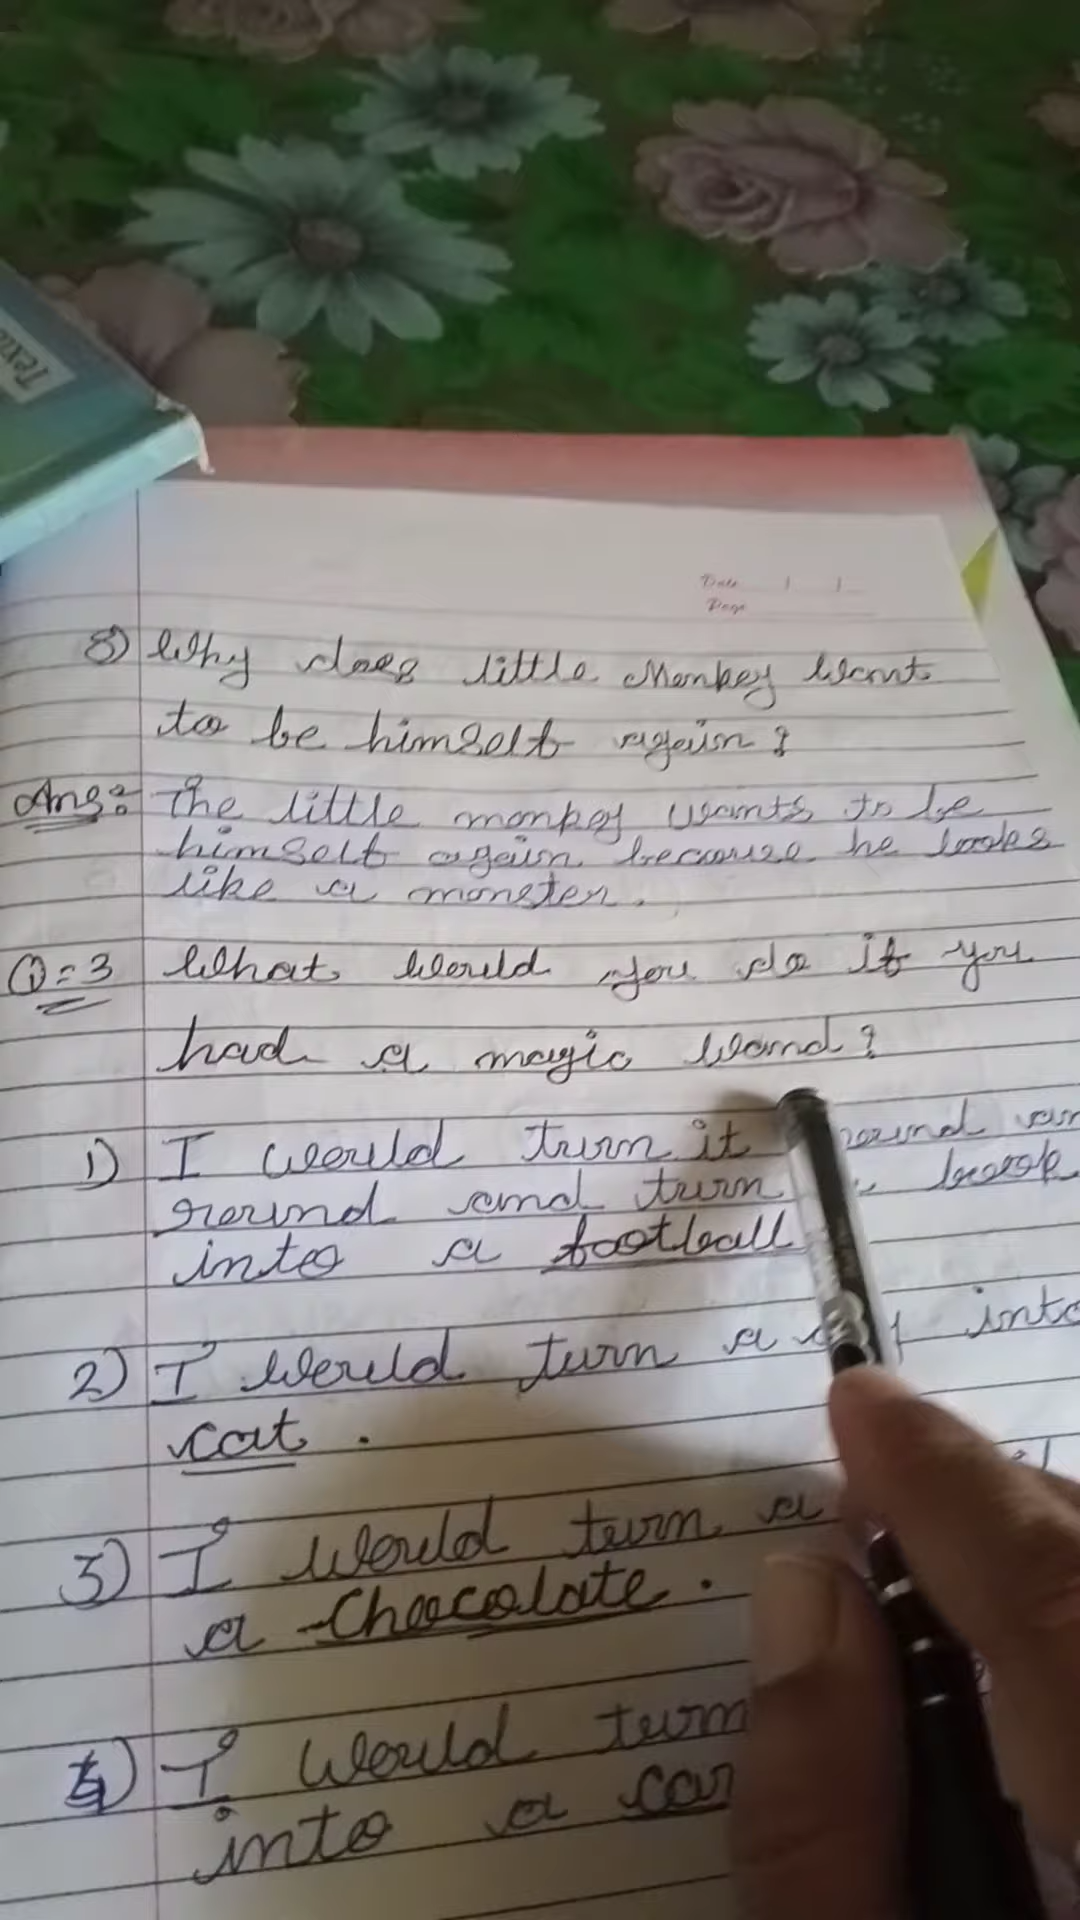 Text
Date / /
Page
8) Why does little Monkey want
to be himself again?
Ans: The little monkey wants to be
himself again because he looks
like a monster.
Q=3 What would you do if you
had a magic wand?
1) I would turn it round an
round and turn book
into a football
2) I would turn a into
cat.
3) I would turn a
a Choocolate.
4) I would turn
into a car